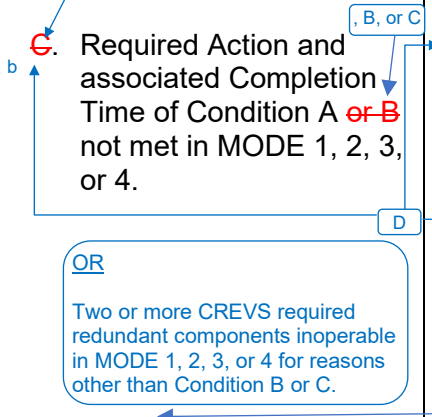 , B, or C
C. Required Action and
b
associated Completion
Time of Condition A or B
not met in MODE 1, 2, 3,
or 4.
D
OR
Two or more CREVS required
redundant components inoperable
in MODE 1, 2, 3, or 4 for reasons
other than Condition B or C.